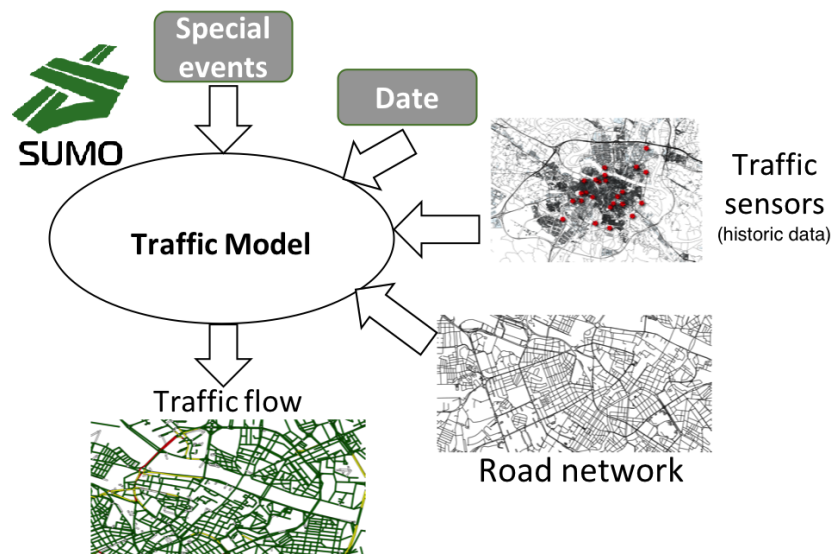 Special
events
Date
SUMO
Traffic
sensors
(historic data)
Traffic Model
Traffic flow
Road network